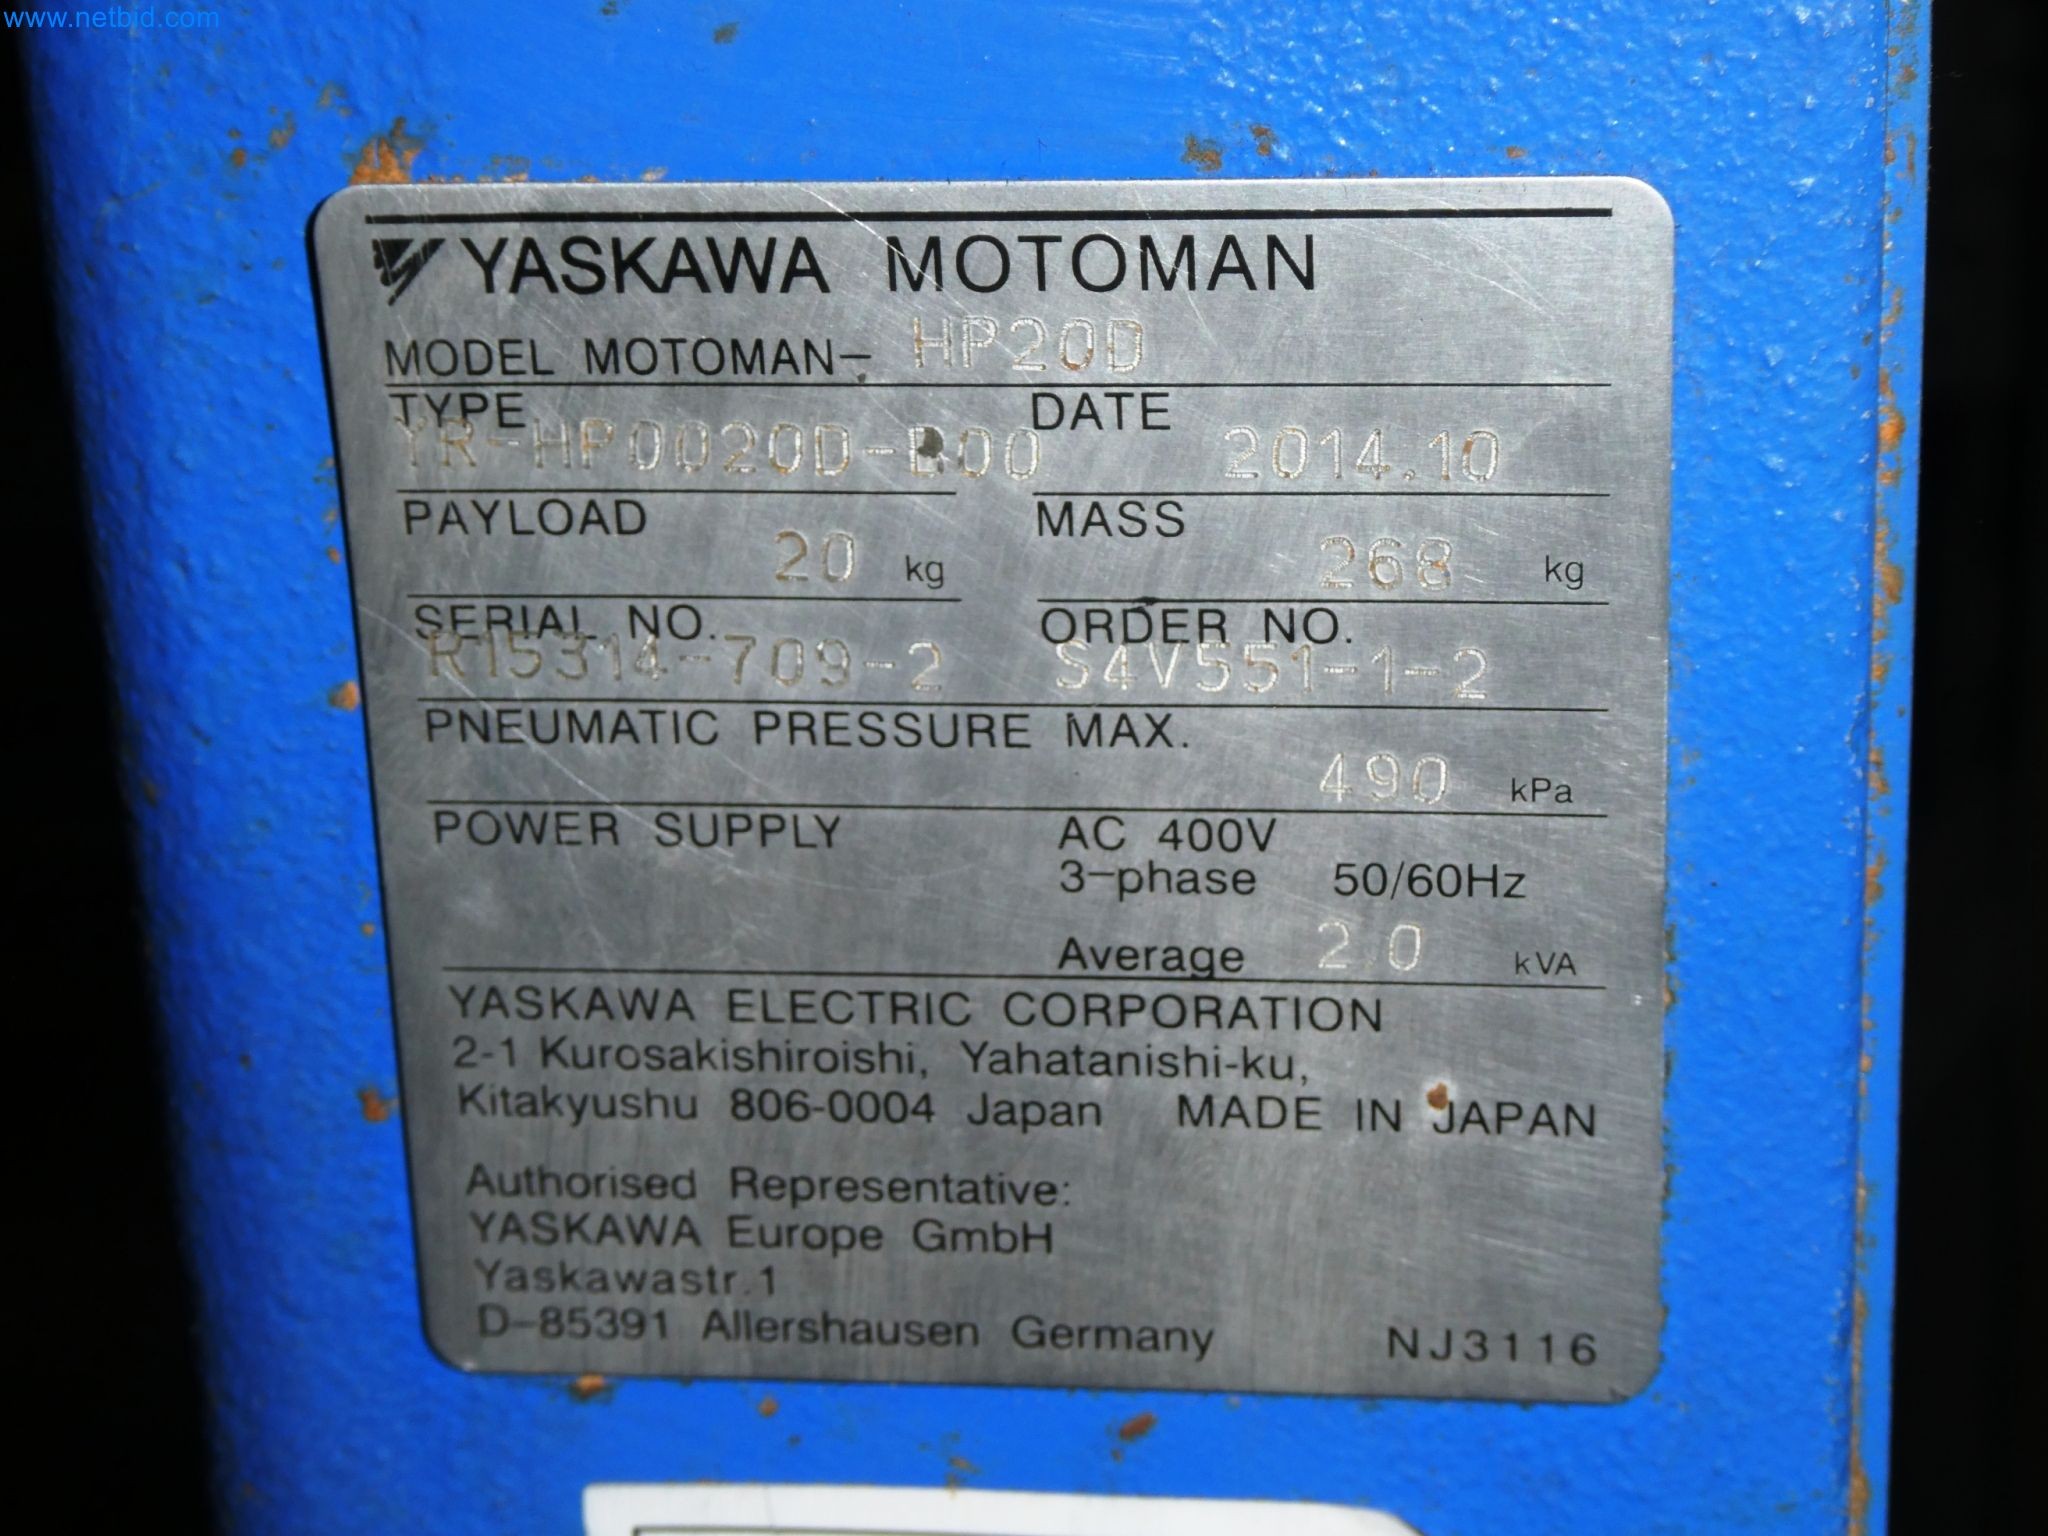 www.netbid.com
YASKAWA MOTOMAN
MODEL MOTOMAN- HP20D
TYPE DATE
YR-HP0020D-B00 2014.10
PAYLOAD MASS
20 kg 268 kg
SERIAL NO. ORDER NO.
R15314-709-2 S4V551-1-2
PNEUMATIC PRESSURE MAX.
490 kPa
POWER SUPPLY AC 400V
3-phase 50/60Hz
Average 2.0 kVA
YASKAWA ELECTRIC CORPORATION
2-1 Kurosakishiroishi, Yahatanishi-ku,
Kitakyushu 806-0004 Japan MADE IN JAPAN
Authorised Representative:
YASKAWA Europe GmbH
Yaskawastr.1
D-85391 Allershausen Germany NJ3116